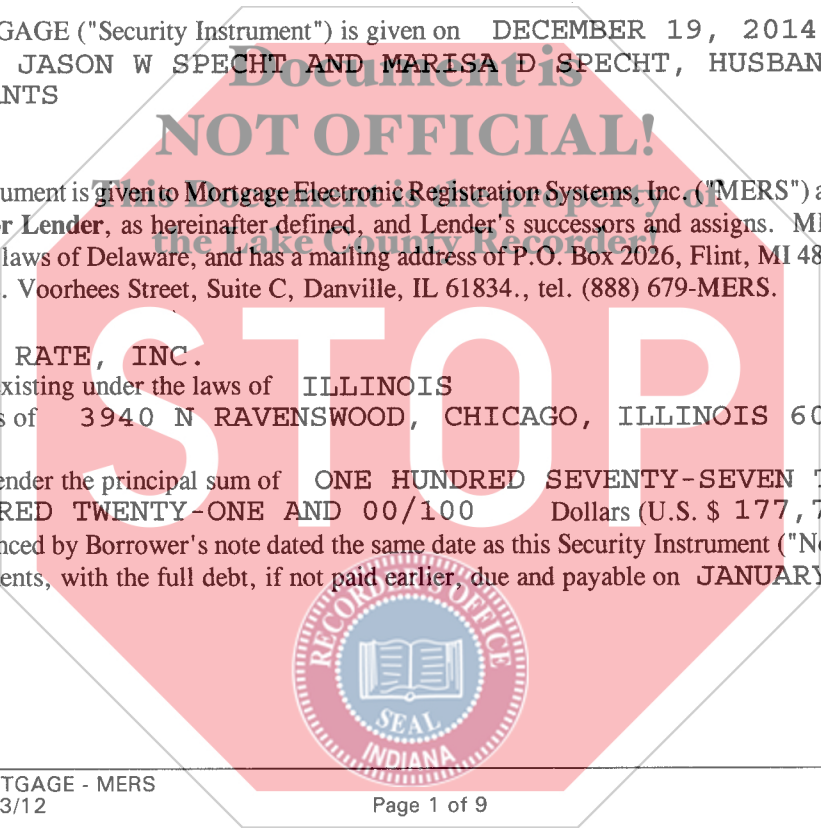 GAGE ("Security Instrument") is given on DECEMBER 19, 2014
JASON W SPECHT AND MARISA D SPECHT, HUSBAN
NTS
Document is
NOT OFFICIAL!
This Document is the property of
the Lake County Recorder!
ument is given to Mortgage Electronic Registration Systems, Inc. ("MERS") a
or Lender, as hereinafter defined, and Lender's successors and assigns. M
laws of Delaware, and has a mailing address of P.O. Box 2026, Flint, MI 48
. Voorhees Street, Suite C, Danville, IL 61834., tel. (888) 679-MERS.
RATE, INC.
xisting under the laws of ILLINOIS
s of 3940 N RAVENSWOOD, CHICAGO, ILLINOIS 60
STOP
ender the principal sum of ONE HUNDRED SEVENTY-SEVEN T
RED TWENTY-ONE AND 00/100 Dollars (U.S. $ 177,7
nced by Borrower's note dated the same date as this Security Instrument ("No
ents, with the full debt, if not paid earlier, due and payable on JANUARY
RECORDER'S OFFICE
SEAL
INDIANA
TGAGE - MERS
3/12 Page 1 of 9